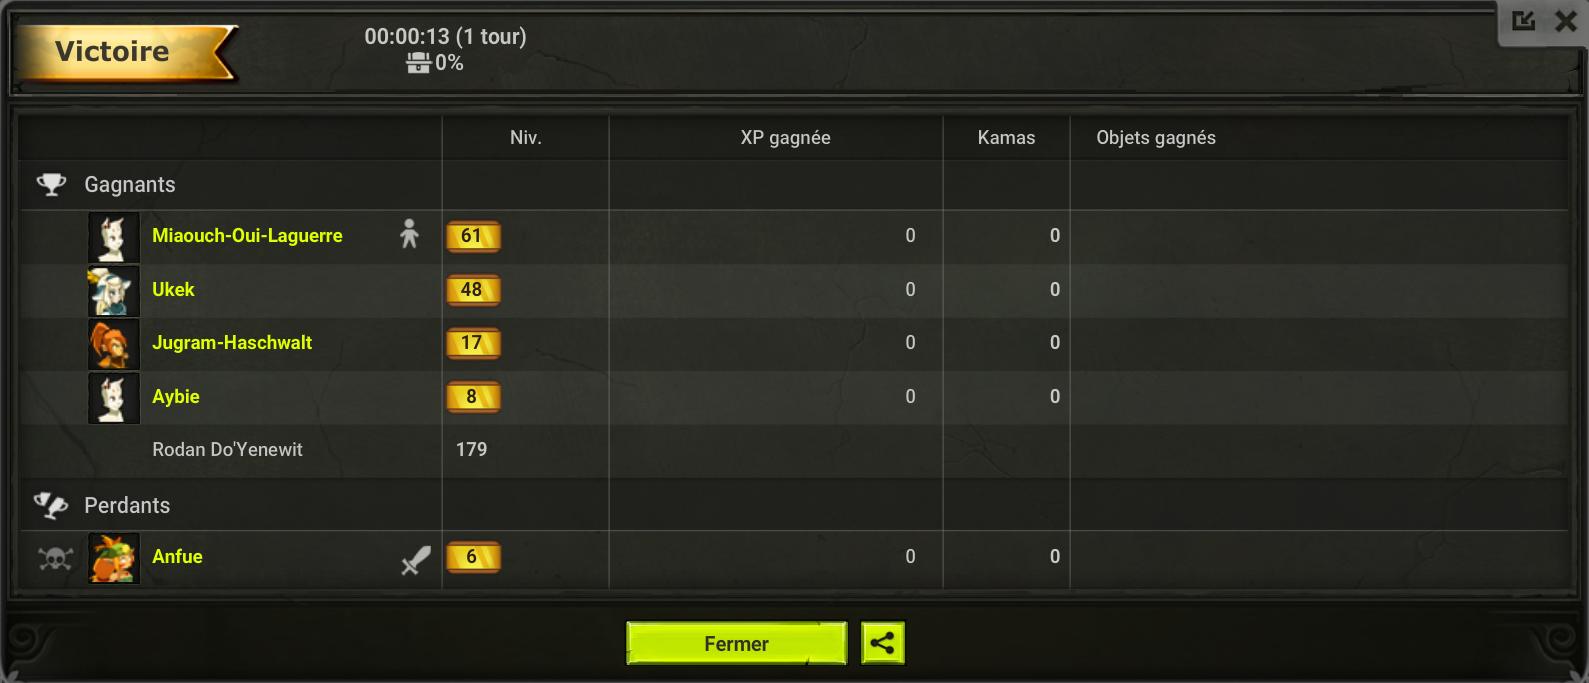 Victoire
00:00:13 (1 tour)
0%
Niv. XP gagnée Kamas Objets gagnés
Gagnants
Miaouch-Oui-Laguerre 61 0 0
Ukek 48 0 0
Jugram-Haschwalt 17 0 0
Aybie 8 0 0
Rodan Do'Yenewit 179
Perdants
Anfue 6 0 0
Fermer